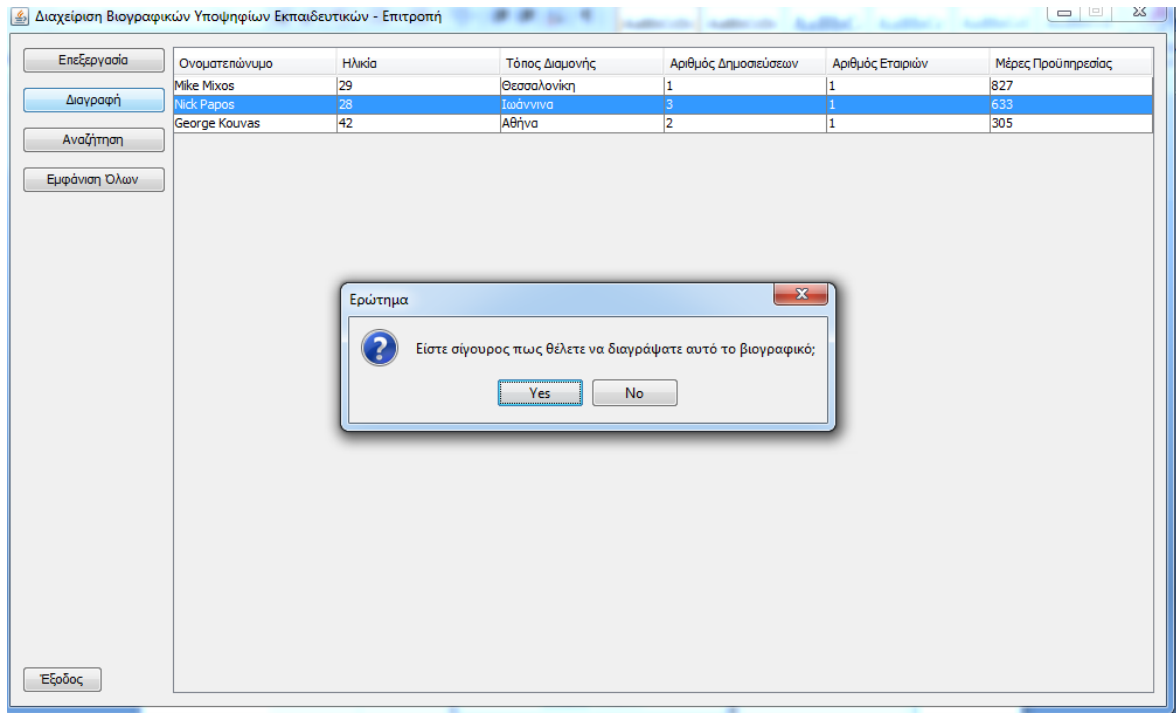 Διαχείριση Βιογραφικών Υποψηφίων Εκπαιδευτικών - Επιτροπή
Επεξεργασία
Διαγραφή
Αναζήτηση
Εμφάνιση Όλων
Ονοματεπώνυμο Ηλικία Τόπος Διαμονής Αριθμός Δημοσιεύσεων Αριθμός Εταιριών Μέρες Προϋπηρεσίας
Mike Mixos 29 Θεσσαλονίκη 1 1 827
Nick Papos 28 Ιωάννινα 3 1 633
George Kouvas 42 Αθήνα 2 1 305
Ερώτημα
Είστε σίγουρος πως θέλετε να διαγράψατε αυτό το βιογραφικό;
Yes No
Έξοδος